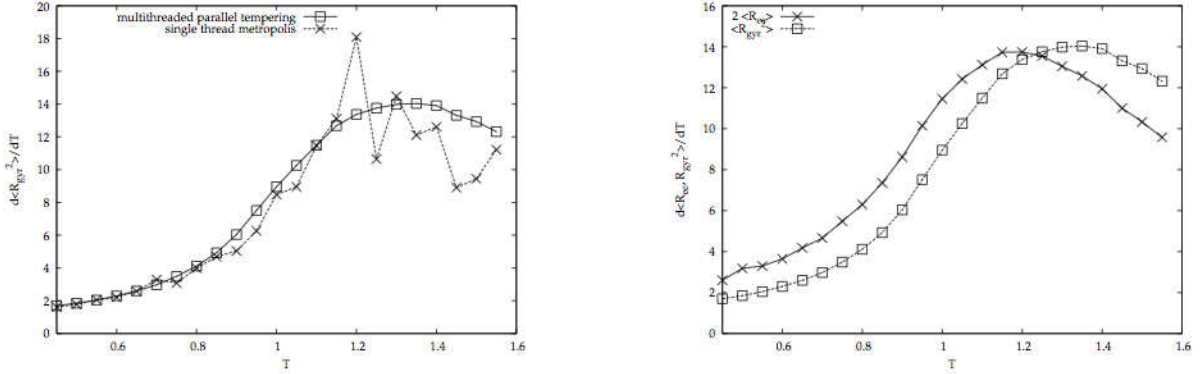 20
18
16
14
12
10
8
6
4
2
0
d<R_gyr^2>/dT
multithreaded parallel tempering
single thread metropolis
0.6 0.8 1 1.2 1.4 1.6
T
16
14
12
10
8
6
4
2
0
d<R_ee, R_gyr^2>/dT
2 <R_ee>
<R_gyr^2>
0.6 0.8 1 1.2 1.4 1.6
T